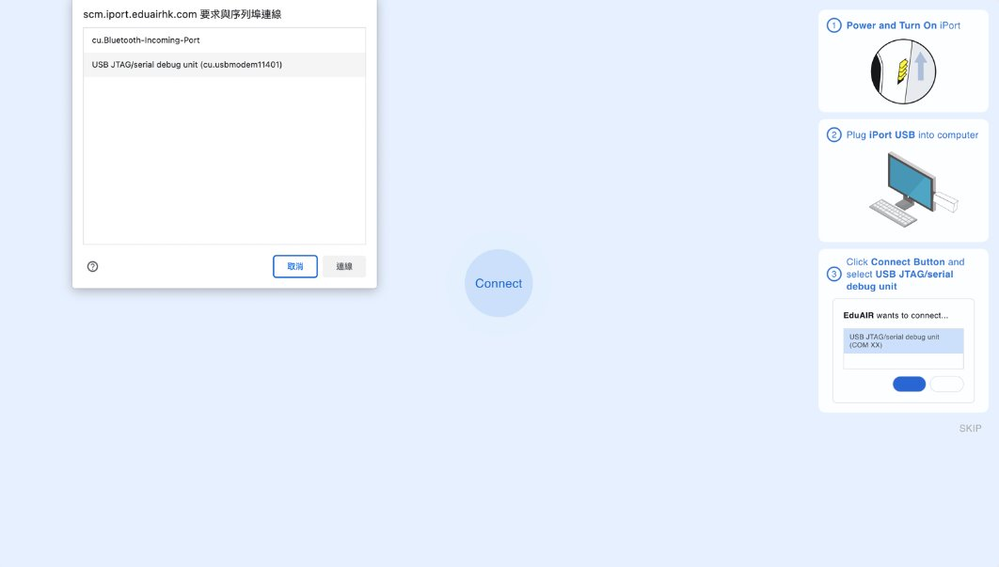 scm.iport.eduairhk.com 要求與序列埠連線
cu.Bluetooth-Incoming-Port
USB JTAG/serial debug unit (cu.usbmodem11401)
?
取消
連線
Connect
1 Power and Turn On iPort
2 Plug iPort USB into computer
3
Click Connect Button and
select USB JTAG/serial
debug unit
EduAIR wants to connect...
USB JTAG/serial debug unit
(COM XX)
SKIP